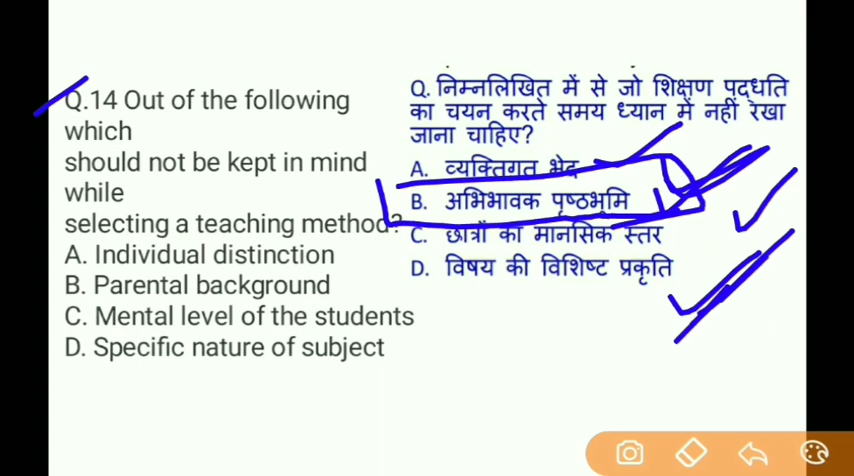 Q.14 Out of the following
which
should not be kept in mind
while
selecting a teaching method?
A. Individual distinction
B. Parental background
C. Mental level of the students
D. Specific nature of subject
Q. निम्नलिखित में से जो शिक्षण पद्धति
का चयन करते समय ध्यान में नहीं रखा
जाना चाहिए?
A. व्यक्तिगत भेद
B. अभिभावक पृष्ठभूमि
C. छात्रों का मानसिक स्तर
D. विषय की विशिष्ट प्रकृति